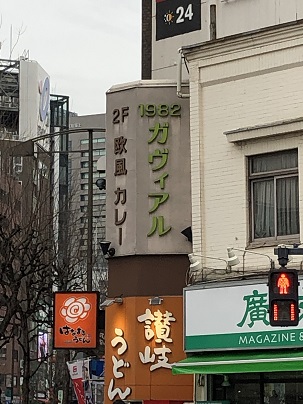 24
1982
ガヴィアル
2F 欧風 カレー
はなまる
うどん
讃岐
うどん
廣
MAGAZINE &